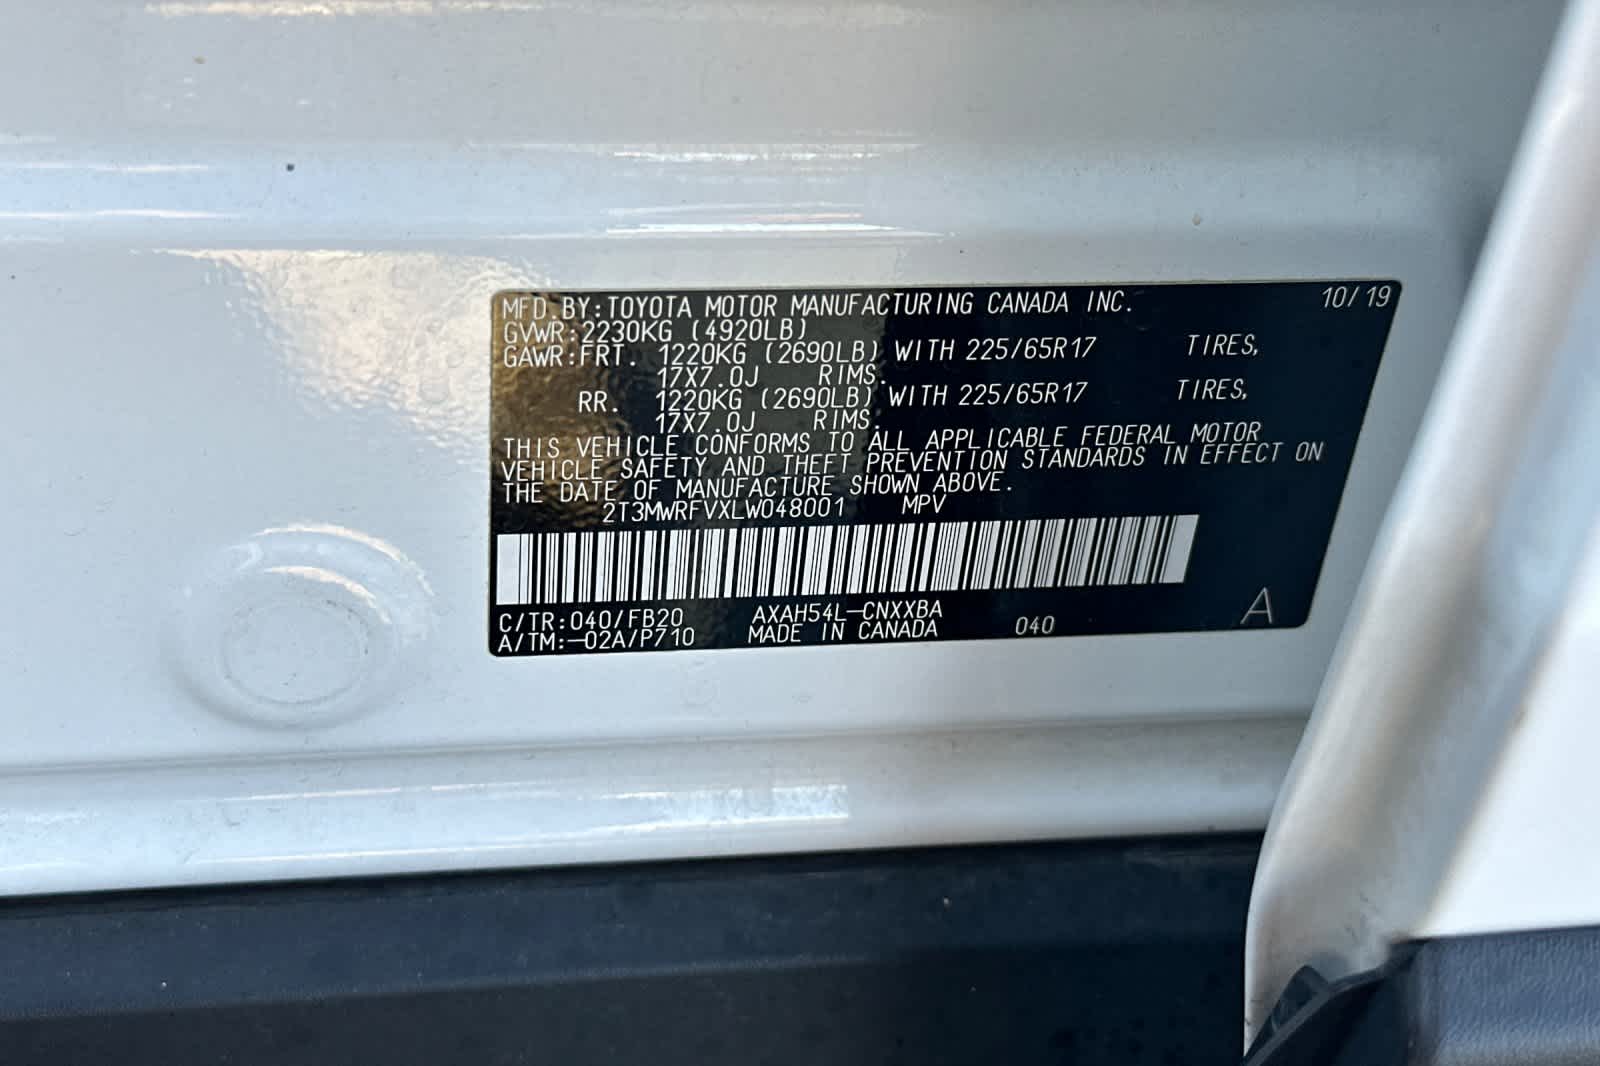 MFD.BY:TOYOTA MOTOR MANUFACTURING CANADA INC. 10/19
GVWR:2230KG (4920LB)
GAWR:FRT. 1220KG (2690LB) WITH 225/65R17 TIRES,
17X7.0J RIMS.
RR. 1220KG (2690LB) WITH 225/65R17 TIRES,
17X7.0J RIMS.
THIS VEHICLE CONFORMS TO ALL APPLICABLE FEDERAL MOTOR
VEHICLE SAFETY AND THEFT PREVENTION STANDARDS IN EFFECT ON
THE DATE OF MANUFACTURE SHOWN ABOVE.
2T3MWRFVXLW048001 MPV
C/TR:040/FB20 AXAH54L-CNXXBA
A/TM:-02A/P710 MADE IN CANADA 040 A